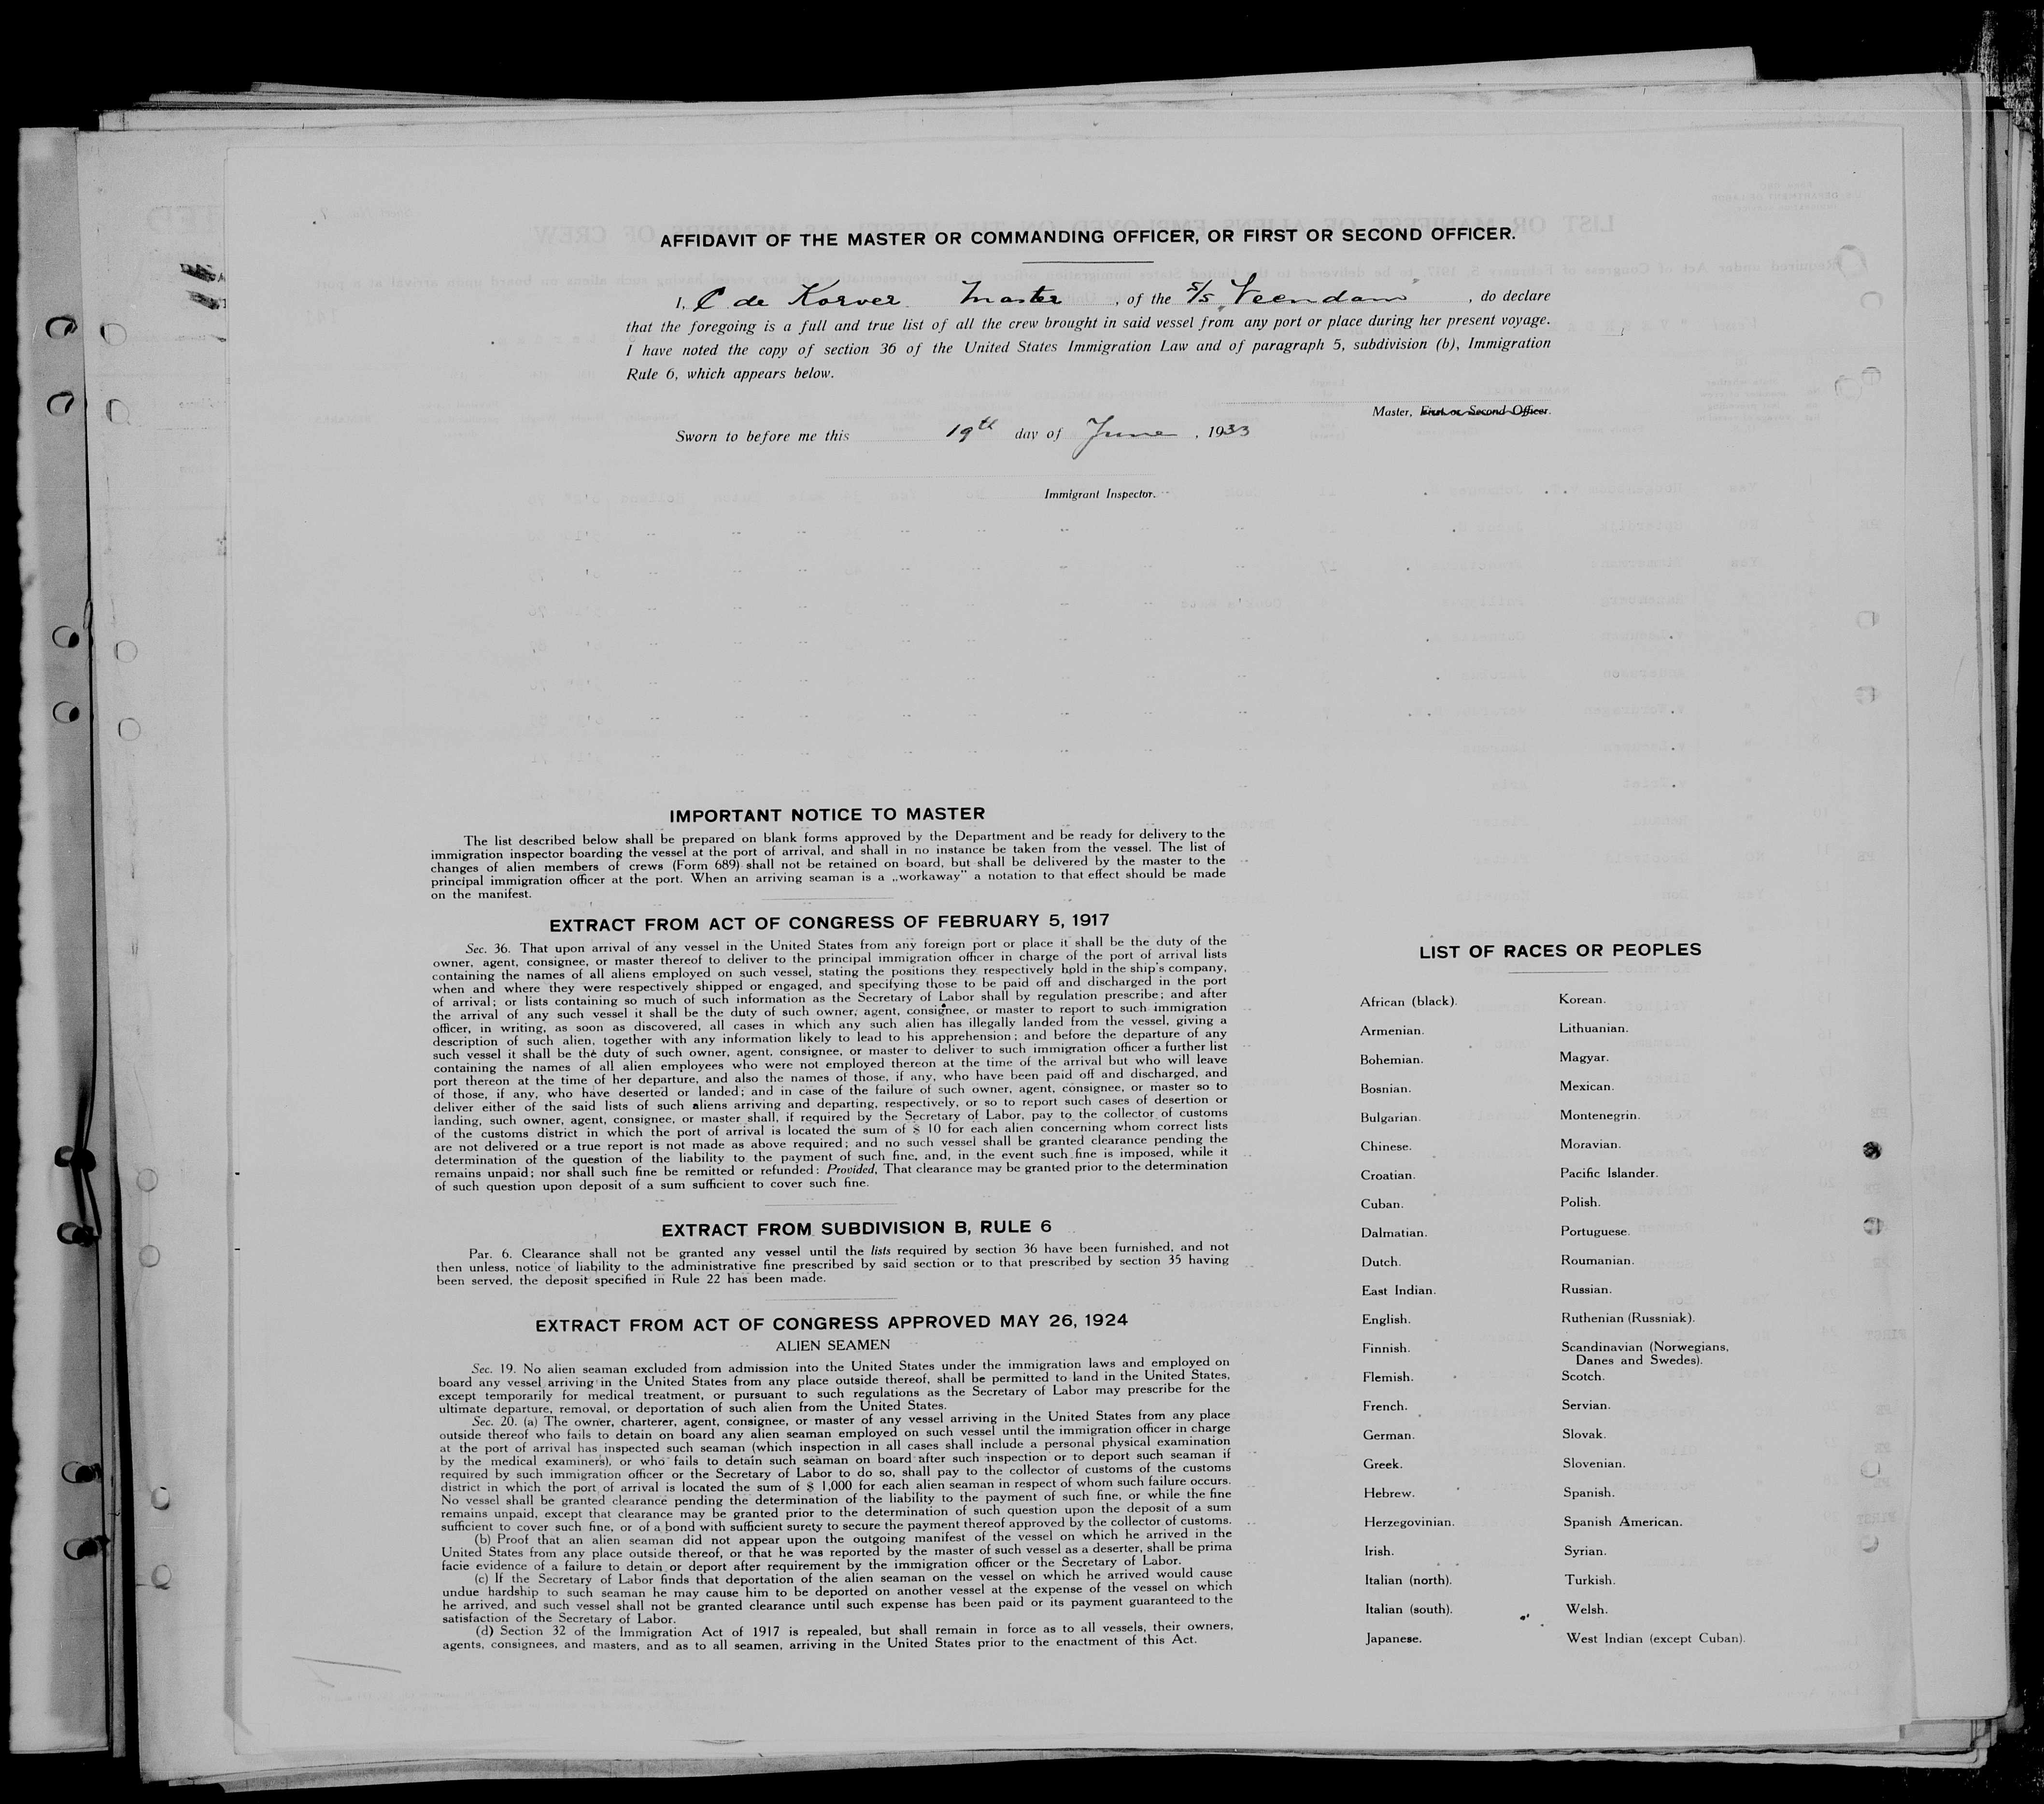 AFFIDAVIT OF THE MASTER OR COMMANDING OFFICER, OR FIRST OR SECOND OFFICER.
I, C. de Korver Master, of the S/S "Veendam", do declare
that the foregoing is a full and true list of all the crew brought in said vessel from any port or place during her present voyage.
I have noted the copy of section 36 of the United States Immigration Law and of paragraph 5, subdivision (b), Immigration
Rule 6, which appears below.
Master, First or Second Officer.
Sworn to before me this 19th day of June, 1933
Immigrant Inspector.
IMPORTANT NOTICE TO MASTER
The list described below shall be prepared on blank forms approved by the Department and be ready for delivery to the
immigration inspector boarding the vessel at the port of arrival, and shall in no instance be taken from the vessel. The list of
changes of alien members of crews (Form 689) shall not be retained on board, but shall be delivered by the master to the
principal immigration officer at the port. When an arriving seaman is a „workaway" a notation to that effect should be made
on the manifest.
EXTRACT FROM ACT OF CONGRESS OF FEBRUARY 5, 1917
Sec. 36. That upon arrival of any vessel in the United States from any foreign port or place it shall be the duty of the
owner, agent, consignee, or master thereof to deliver to the principal immigration officer in charge of the port of arrival lists
containing the names of all aliens employed on such vessel, stating the positions they respectively hold in the ship's company,
when and where they were respectively shipped or engaged, and specifying those to be paid off and discharged in the port
of arrival; or lists containing so much of such information as the Secretary of Labor shall by regulation prescribe; and after
the arrival of any such vessel it shall be the duty of such owner, agent, consignee, or master to report to such immigration
officer, in writing, as soon as discovered, all cases in which any such alien has illegally landed from the vessel, giving a
description of such alien, together with any information likely to lead to his apprehension; and before the departure of any
such vessel it shall be the duty of such owner, agent, consignee, or master to deliver to such immigration officer a further list
containing the names of all alien employees who were not employed thereon at the time of the arrival but who will leave
port thereon at the time of her departure, and also the names of those, if any, who have been paid off and discharged, and
of those, if any, who have deserted or landed; and in case of the failure of such owner, agent, consignee, or master so to
deliver either of the said lists of such aliens arriving and departing, respectively, or so to report such cases of desertion or
landing, such owner, agent, consignee, or master shall, if required by the Secretary of Labor, pay to the collector of customs
of the customs district in which the port of arrival is located the sum of $ 10 for each alien concerning whom correct lists
are not delivered or a true report is not made as above required; and no such vessel shall be granted clearance pending the
determination of the question of the liability to the payment of such fine, and, in the event such fine is imposed, while it
remains unpaid; nor shall such fine be remitted or refunded: Provided, That clearance may be granted prior to the determination
of such question upon deposit of a sum sufficient to cover such fine.
EXTRACT FROM SUBDIVISION B, RULE 6
Par. 6. Clearance shall not be granted any vessel until the lists required by section 36 have been furnished, and not
then unless, notice of liability to the administrative fine prescribed by said section or to that prescribed by section 35 having
been served, the deposit specified in Rule 22 has been made.
EXTRACT FROM ACT OF CONGRESS APPROVED MAY 26, 1924
ALIEN SEAMEN
Sec. 19. No alien seaman excluded from admission into the United States under the immigration laws and employed on
board any vessel arriving in the United States from any place outside thereof, shall be permitted to land in the United States,
except temporarily for medical treatment, or pursuant to such regulations as the Secretary of Labor may prescribe for the
ultimate departure, removal, or deportation of such alien from the United States.
Sec. 20. (a) The owner, charterer, agent, consignee, or master of any vessel arriving in the United States from any place
outside thereof who fails to detain on board any alien seaman employed on such vessel until the immigration officer in charge
at the port of arrival has inspected such seaman (which inspection in all cases shall include a personal physical examination
by the medical examiners), or who fails to detain such seaman on board after such inspection or to deport such seaman if
required by such immigration officer or the Secretary of Labor to do so, shall pay to the collector of customs of the customs
district in which the port of arrival is located the sum of $ 1,000 for each alien seaman in respect of whom such failure occurs.
No vessel shall be granted clearance pending the determination of the liability to the payment of such fine, or while the fine
remains unpaid, except that clearance may be granted prior to the determination of such question upon the deposit of a sum
sufficient to cover such fine, or of a bond with sufficient surety to secure the payment thereof approved by the collector of customs.
(b) Proof that an alien seaman did not appear upon the outgoing manifest of the vessel on which he arrived in the
United States from any place outside thereof, or that he was reported by the master of such vessel as a deserter, shall be prima
facie evidence of a failure to detain or deport after requirement by the immigration officer or the Secretary of Labor.
(c) If the Secretary of Labor finds that deportation of the alien seaman on the vessel on which he arrived would cause
undue hardship to such seaman he may cause him to be deported on another vessel at the expense of the vessel on which
he arrived, and such vessel shall not be granted clearance until such expense has been paid or its payment guaranteed to the
satisfaction of the Secretary of Labor.
(d) Section 32 of the Immigration Act of 1917 is repealed, but shall remain in force as to all vessels, their owners,
agents, consignees, and masters, and as to all seamen, arriving in the United States prior to the enactment of this Act.
LIST OF RACES OR PEOPLES
African (black).
Armenian.
Bohemian.
Bosnian.
Bulgarian.
Chinese.
Croatian.
Cuban.
Dalmatian.
Dutch.
East Indian.
English.
Finnish.
Flemish.
French.
German.
Greek.
Hebrew.
Herzegovinian.
Irish.
Italian (north).
Italian (south).
Japanese.
Korean.
Lithuanian.
Magyar.
Mexican.
Montenegrin.
Moravian.
Pacific Islander.
Polish.
Portuguese.
Roumanian.
Russian.
Ruthenian (Russniak).
Scandinavian (Norwegians,
Danes and Swedes).
Scotch.
Servian.
Slovak.
Slovenian.
Spanish.
Spanish American.
Syrian.
Turkish.
Welsh.
West Indian (except Cuban).